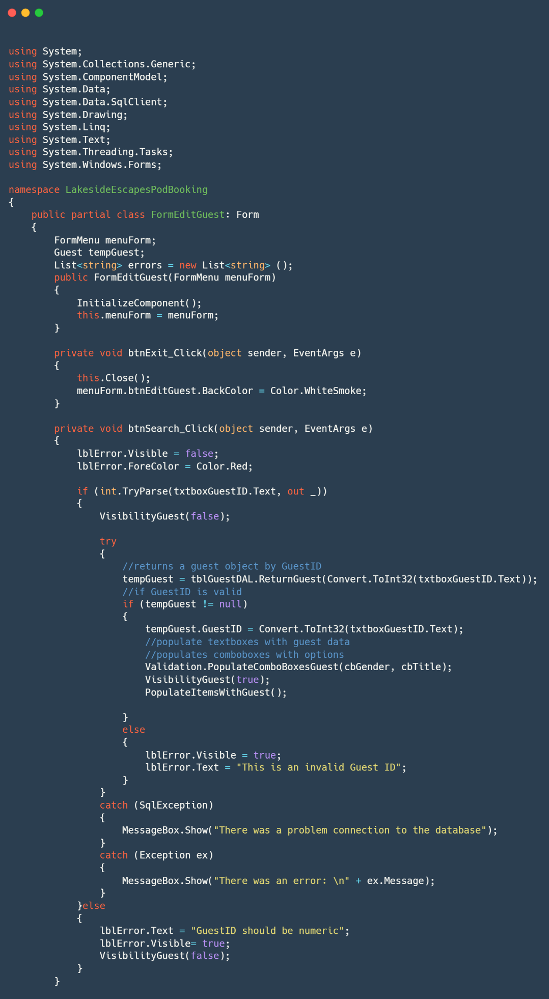 using System;
using System.Collections.Generic;
using System.ComponentModel;
using System.Data;
using System.Data.SqlClient;
using System.Drawing;
using System.Linq;
using System.Text;
using System.Threading.Tasks;
using System.Windows.Forms;

namespace LakesideEscapesPodBooking
{
    public partial class FormEditGuest: Form
    {
        FormMenu menuForm;
        Guest tempGuest;
        List<string> errors = new List<string> ();
        public FormEditGuest(FormMenu menuForm)
        {
            InitializeComponent();
            this.menuForm = menuForm;
        }

        private void btnExit_Click(object sender, EventArgs e)
        {
            this.Close();
            menuForm.btnEditGuest.BackColor = Color.WhiteSmoke;
        }

        private void btnSearch_Click(object sender, EventArgs e)
        {
            lblError.Visible = false;
            lblError.ForeColor = Color.Red;

            if (int.TryParse(txtboxGuestID.Text, out _))
            {
                VisibilityGuest(false);

                try
                {
                    //returns a guest object by GuestID
                    tempGuest = tblGuestDAL.ReturnGuest(Convert.ToInt32(txtboxGuestID.Text));
                    //if GuestID is valid
                    if (tempGuest != null)
                    {
                        tempGuest.GuestID = Convert.ToInt32(txtboxGuestID.Text);
                        //populate textboxes with guest data
                        //populates comboboxes with options
                        Validation.PopulateComboBoxesGuest(cbGender, cbTitle);
                        VisibilityGuest(true);
                        PopulateItemsWithGuest();

                    }
                    else
                    {
                        lblError.Visible = true;
                        lblError.Text = "This is an invalid Guest ID";
                    }
                }
                catch (SqlException)
                {
                    MessageBox.Show("There was a problem connection to the database");
                }
                catch (Exception ex)
                {
                    MessageBox.Show("There was an error: \n" + ex.Message);
                }
            }else
            {
                lblError.Text = "GuestID should be numeric";
                lblError.Visible= true;
                VisibilityGuest(false);
            }
        }